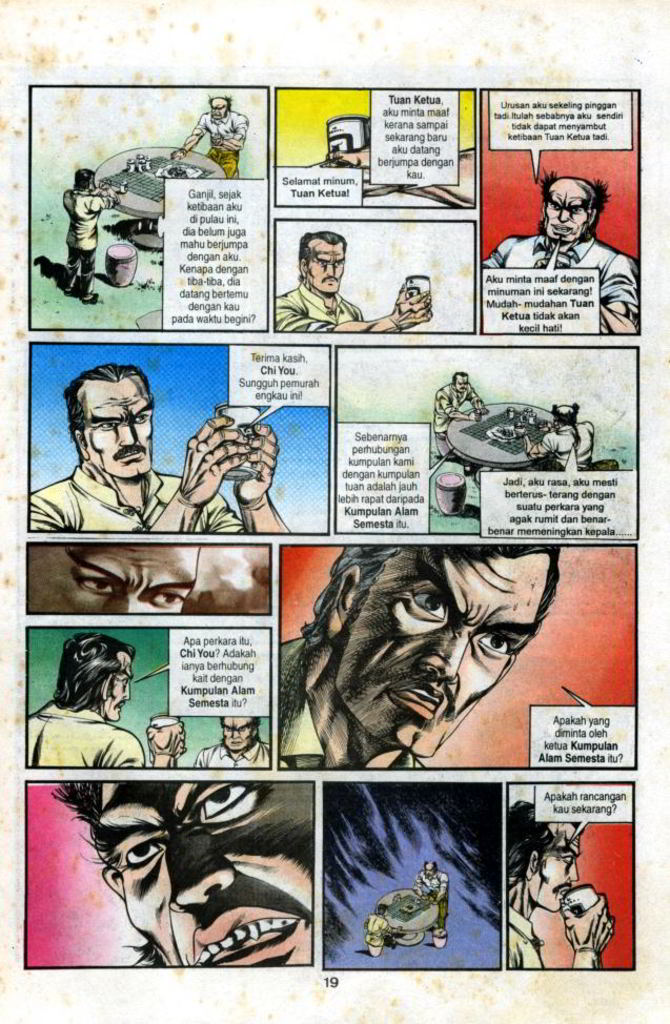 Ganjil, sejak
ketibaan aku
di pulau ini,
dia belum juga
mahu berjumpa
dengan aku.
Kenapa dengan
tiba-tiba, dia
datang bertemu
dengan aku
pada waktu begini?
Tuan Ketua,
aku minta maaf
kerana sampai
sekarang baru
aku datang
berjumpa dengan
kau.
Selamat minum,
Tuan Ketua!
Urusan aku sekeling pinggan
tadi.Itulah sebabnya aku sendiri
tidak dapat menyambut
ketibaan Tuan Ketua tadi.
Aku minta maaf dengan
minuman ini sekarang!
Mudah- mudahan Tuan
Ketua tidak akan
kecil hati!
Terima kasih,
Chi You.
Sungguh pemurah
engkau ini!
Sebenarnya
perhubungan
kumpulan kami
dengan kumpulan
tuan adalah jauh
lebih rapat daripada
Kumpulan Alam
Semesta itu.
Jadi, aku rasa, aku mesti
berterus- terang dengan
suatu perkara yang
agak rumit dan benar-
benar memeningkan kepala......
Apa perkara itu,
Chi You? Adakah
ianya berhubung
kait dengan
Kumpulan Alam
Semesta itu?
Apakah yang
diminta oleh
ketua Kumpulan
Alam Semesta itu?
Apakah rancangan
kau sekarang?
19